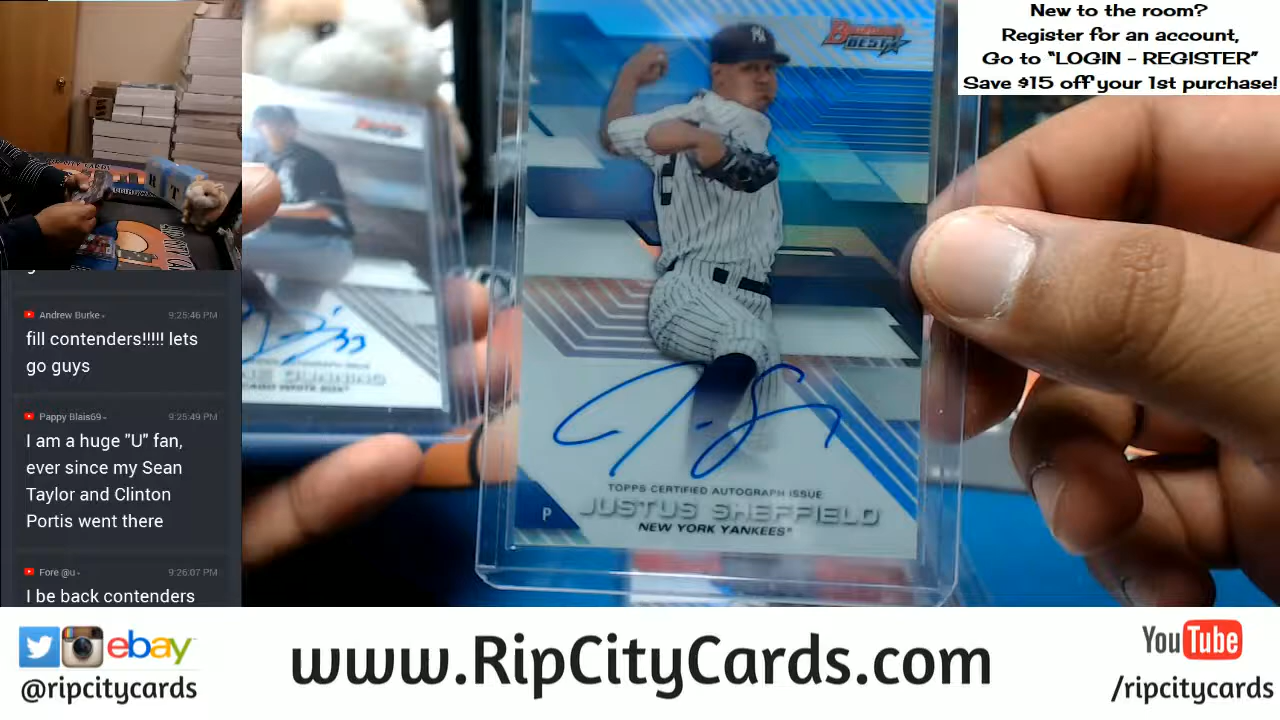 New to the room?
Register for an account,
Go to "LOGIN - REGISTER"
Save $15 off your 1st purchase!
Andrew Burke 9:25:46 PM
fill contenders!!!!! lets
go guys
Pappy Blais69 9:25:49 PM
I am a huge "U" fan,
ever since my Sean
Taylor and Clinton
Portis went there
Fore @u 9:26:07 PM
I be back contenders
BEST
TOPPS CERTIFIED AUTOGRAPH ISSUE
P JUSTUS SHEFFIELD
NEW YORK YANKEES
NE DUNNING
ebay
@ripcitycards
www.RipCityCards.com
YouTube
/ripcitycards